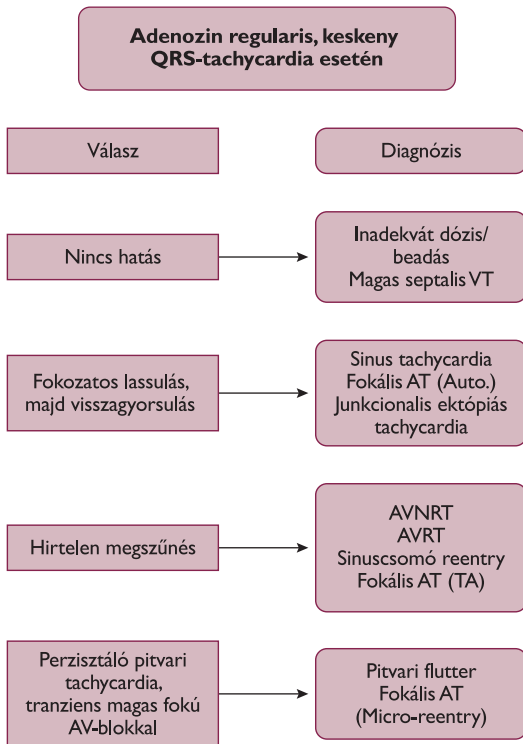 Adenozin regularis, keskeny
QRS-tachycardia esetén
Válasz
Diagnózis
Nincs hatás
Inadekvát dózis/
beadás
Magas septalis VT
Fokozatos lassulás,
majd visszagyorsulás
Sinus tachycardia
Fokális AT (Auto.)
Junkcionalis ektópiás
tachycardia
Hirtelen megszűnés
AVNRT
AVRT
Sinuscsomó reentry
Fokális AT (TA)
Perzisztáló pitvari
tachycardia,
tranziens magas fokú
AV-blokkal
Pitvari flutter
Fokális AT
(Micro-reentry)